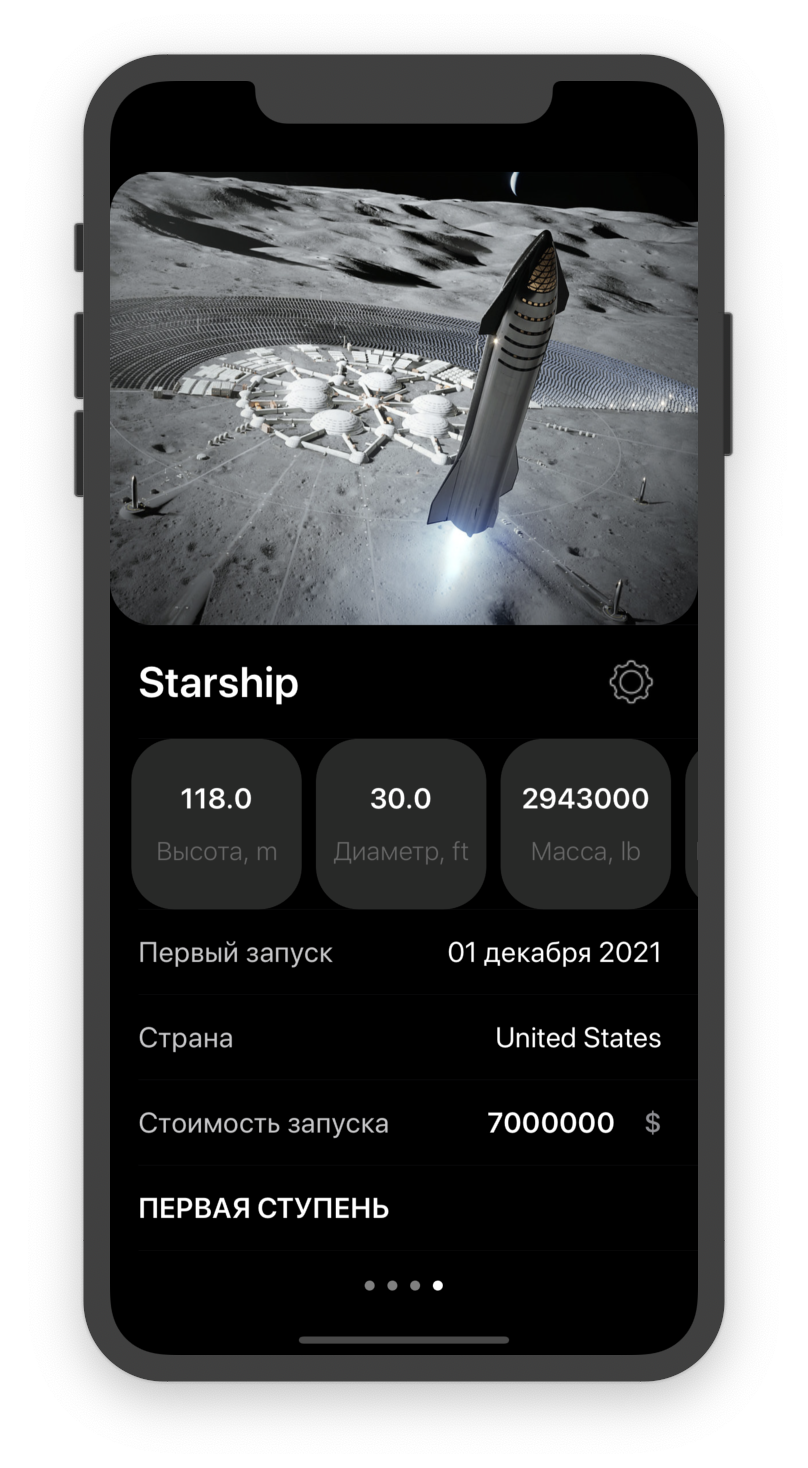 Starship
118.0 30.0 2943000
Высота, m Диаметр, ft Масса, lb
Первый запуск 01 декабря 2021
Страна United States
Стоимость запуска 7000000 $
ПЕРВАЯ СТУПЕНЬ